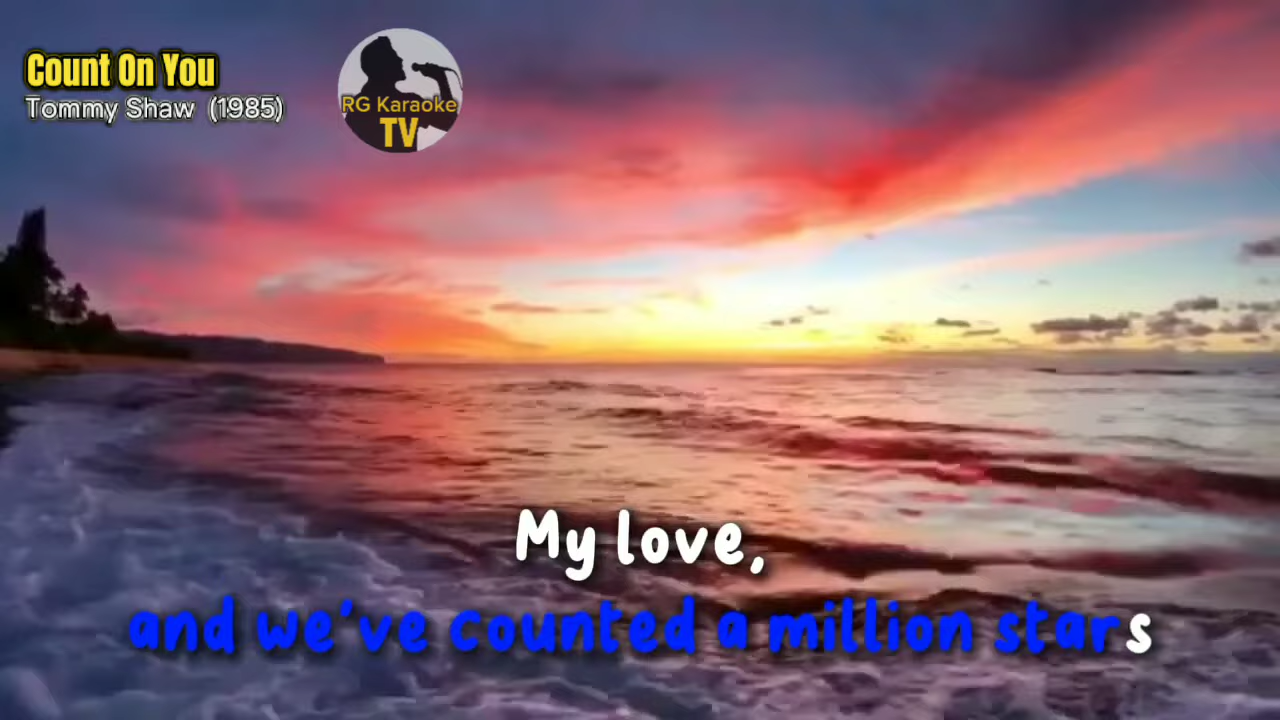 Count On You
Tommy Shaw (1985)
RG Karaoke
TV
My love,
and we've counted a million stars